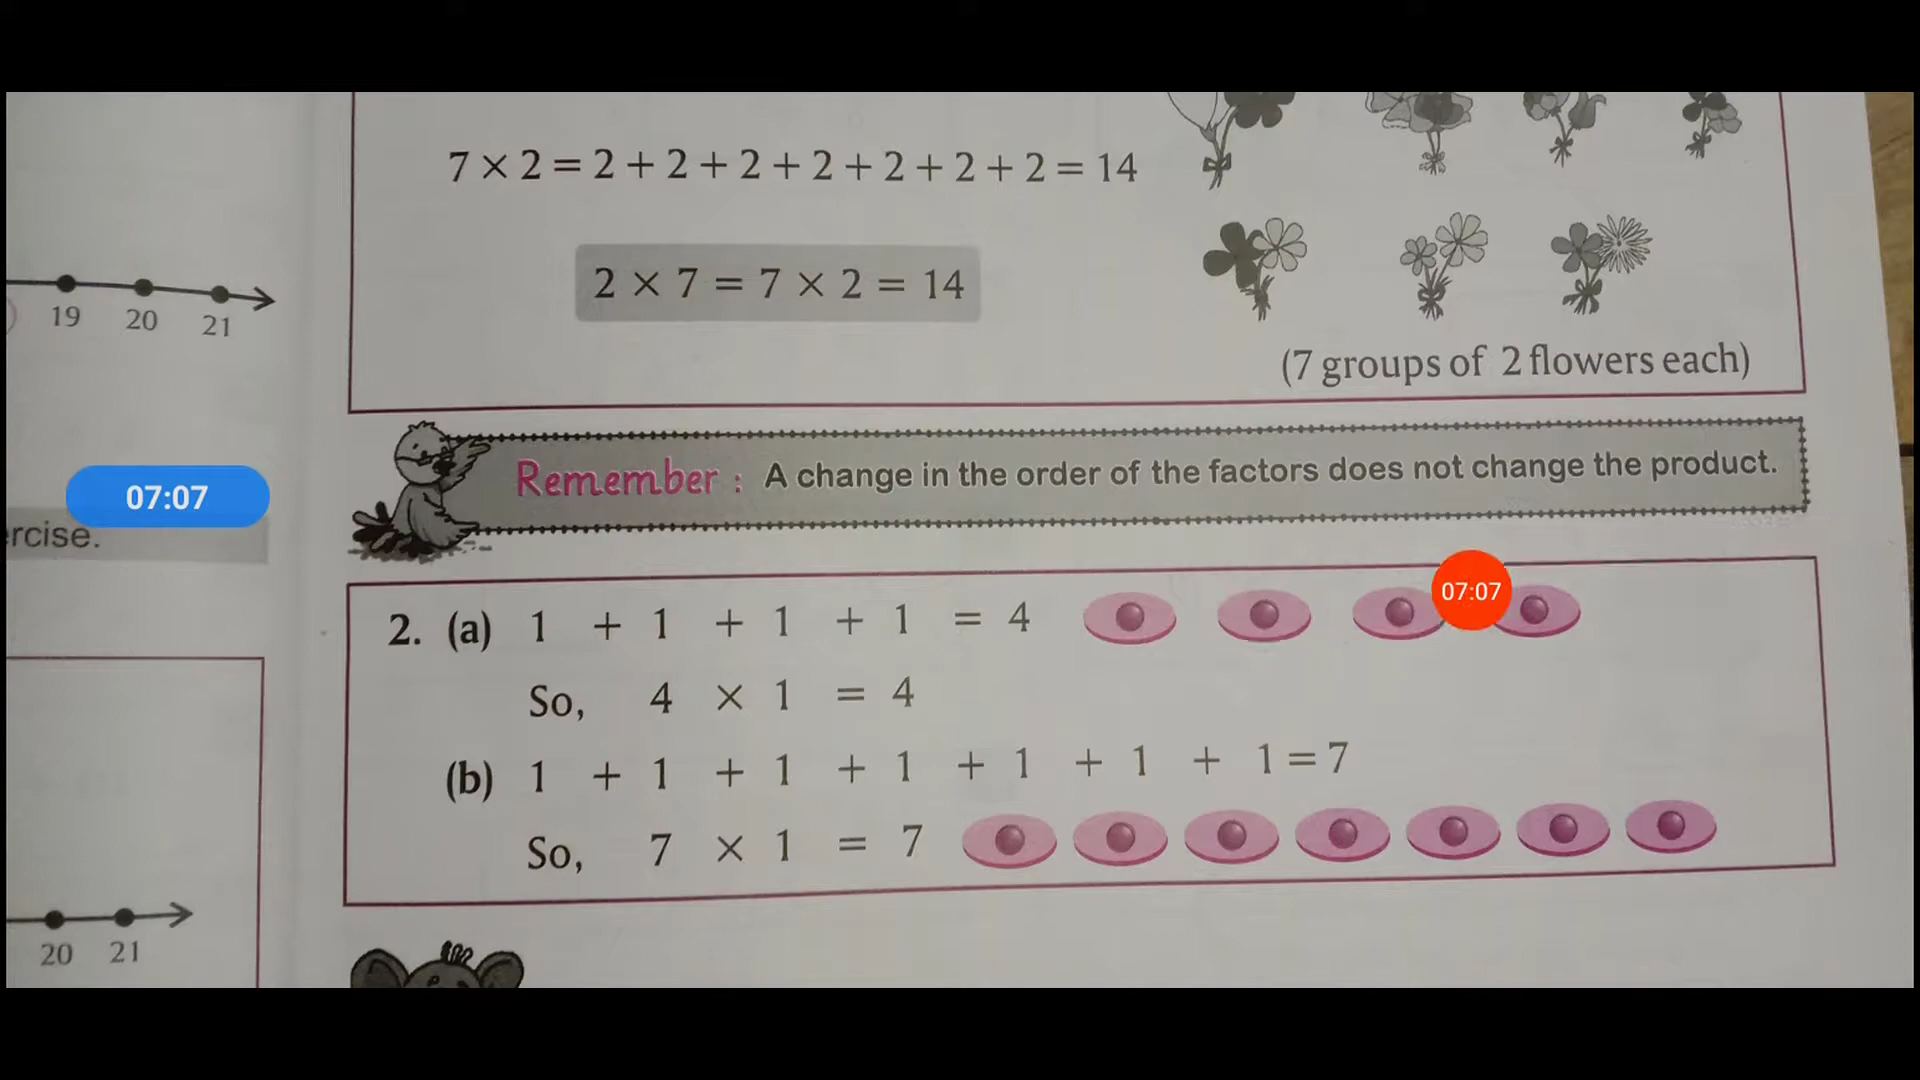 7 × 2 = 2 + 2 + 2 + 2 + 2 + 2 + 2 = 14
2 × 7 = 7 × 2 = 14
(7 groups of 2 flowers each)
19 20 21
07:07
rcise.
Remember : A change in the order of the factors does not change the product.
07:07
2. (a) 1 + 1 + 1 + 1 = 4
So, 4 × 1 = 4
(b) 1 + 1 + 1 + 1 + 1 + 1 + 1 = 7
So, 7 × 1 = 7
20 21